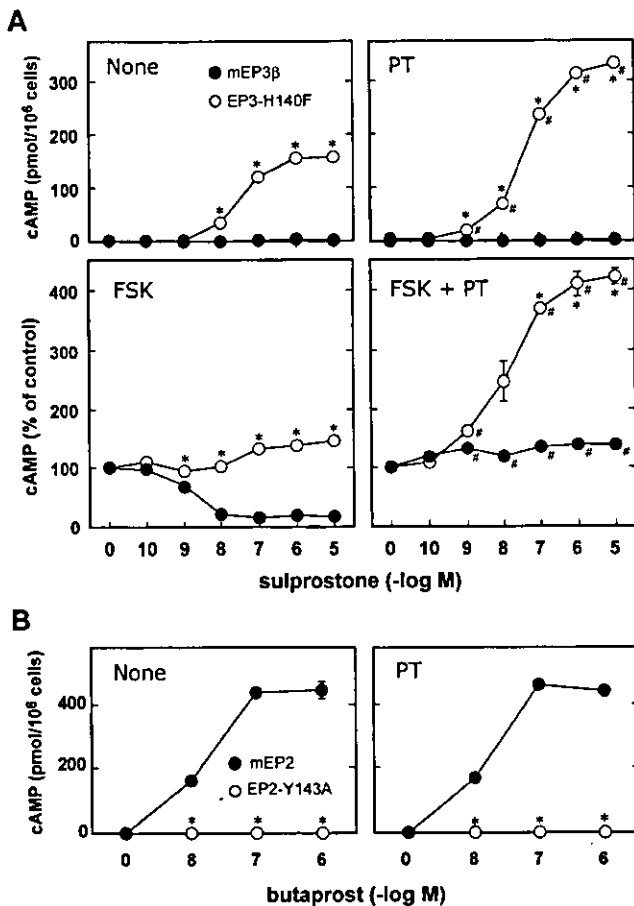 A
None
PT
mEP3β
EP3-H140F
cAMP (pmol/10⁶ cells)
300
200
100
0
* * * *
* # * # * # * # * #
FSK
FSK + PT
cAMP (% of control)
400
300
200
100
0
* * * * *
* # * # * # * #
# # # # # #
0 10 9 8 7 6 5
0 10 9 8 7 6 5
sulprostone (-log M)
B
None
PT
cAMP (pmol/10⁶ cells)
400
200
0
mEP2
EP2-Y143A
* * *
* * *
0 8 7 6
0 8 7 6
butaprost (-log M)